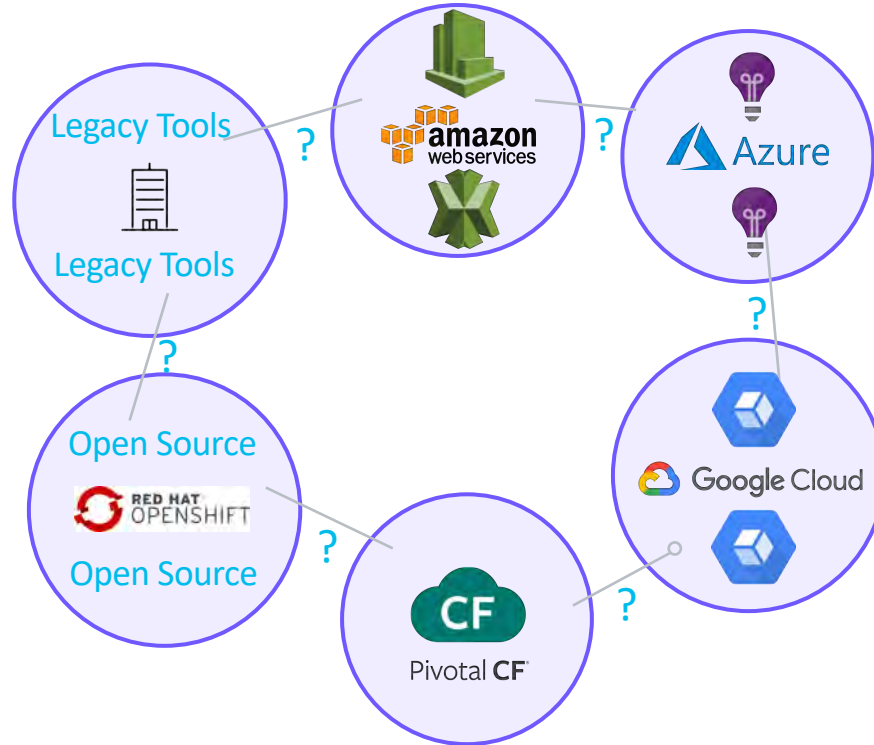 Legacy Tools
Legacy Tools
?
amazon
web services
?
Azure
?
?
Open Source
RED HAT®
OPENSHIFT
Open Source
?
CF
Pivotal CF®
?
Google Cloud